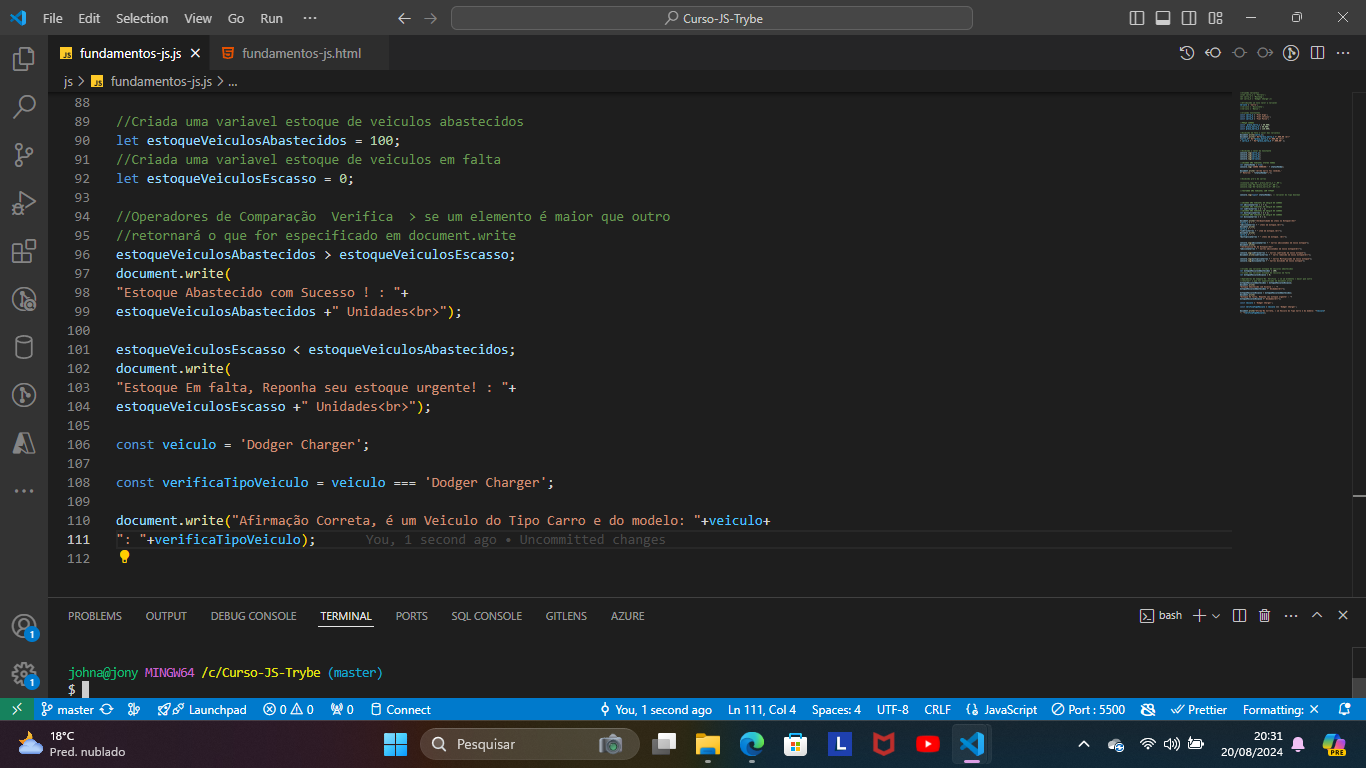 File Edit Selection View Go Run ···
Curso-JS-Trybe
JS fundamentos-js.js
fundamentos-js.html
js > JS fundamentos-js.js > ...
88
89 //Criada uma variavel estoque de veiculos abastecidos
90 let estoqueVeiculosAbastecidos = 100;
91 //Criada uma variavel estoque de veiculos em falta
92 let estoqueVeiculosEscasso = 0;
93
94 //Operadores de Comparação  Verifica  > se um elemento é maior que outro
95 //retornará o que for especificado em document.write
96 estoqueVeiculosAbastecidos > estoqueVeiculosEscasso;
97 document.write(
98 "Estoque Abastecido com Sucesso ! : "+
99 estoqueVeiculosAbastecidos +" Unidades<br>");
100
101 estoqueVeiculosEscasso < estoqueVeiculosAbastecidos;
102 document.write(
103 "Estoque Em falta, Reponha seu estoque urgente! : "+
104 estoqueVeiculosEscasso +" Unidades<br>");
105
106 const veiculo = 'Dodger Charger';
107
108 const verificaTipoVeiculo = veiculo === 'Dodger Charger';
109
110 document.write("Afirmação Correta, é um Veiculo do Tipo Carro e do modelo: "+veiculo+
111 ": "+verificaTipoVeiculo); You, 1 second ago • Uncommitted changes
112
PROBLEMS OUTPUT DEBUG CONSOLE TERMINAL PORTS SQL CONSOLE GITLENS AZURE
bash
johna@jony MINGW64 /c/Curso-JS-Trybe (master)
$
1
1
master Launchpad 0 0 0 Connect You, 1 second ago Ln 111, Col 4 Spaces: 4 UTF-8 CRLF JavaScript Port : 5500 Prettier Formatting:
18°C
Pred. nublado
Pesquisar
L
20:31
20/08/2024
PRE